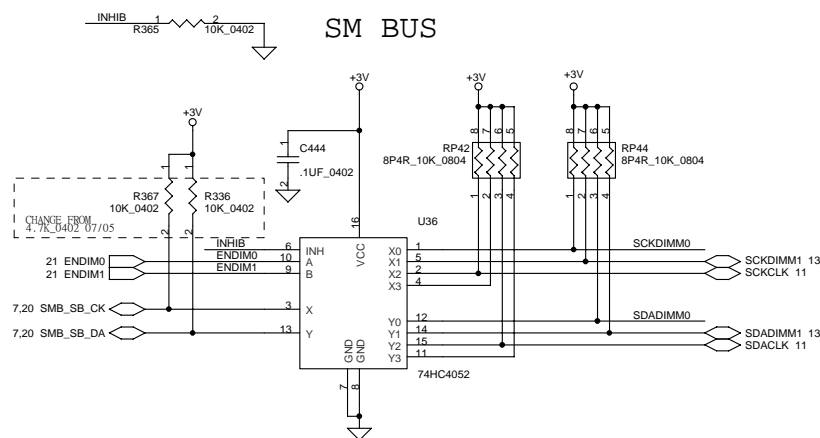 INHIB
1
2
R365
10K_0402
SM BUS
+3V
+3V
+3V
+3V
1
C444
.1UF_0402
2
8
7
6
5
RP42
8P4R_10K_0804
1
2
3
4
8
7
6
5
RP44
8P4R_10K_0804
1
2
3
4
1
1
R367
10K_0402
R336
10K_0402
CHANGE FROM
4.7K_0402 07/05
2
2
16
U36
INHIB
6
INH
VCC
X0
1
SCKDIMM0
21 ENDIM0
ENDIM0
10
A
X1
5
SCKDIMM1 13
21 ENDIM1
ENDIM1
9
B
X2
2
SCKCLK 11
X3
4
7,20 SMB_SB_CK
3
X
Y0
12
SDADIMM0
7,20 SMB_SB_DA
13
Y
Y1
14
SDADIMM1 13
Y2
15
SDACLK 11
Y3
11
GND
GND
7
8
74HC4052